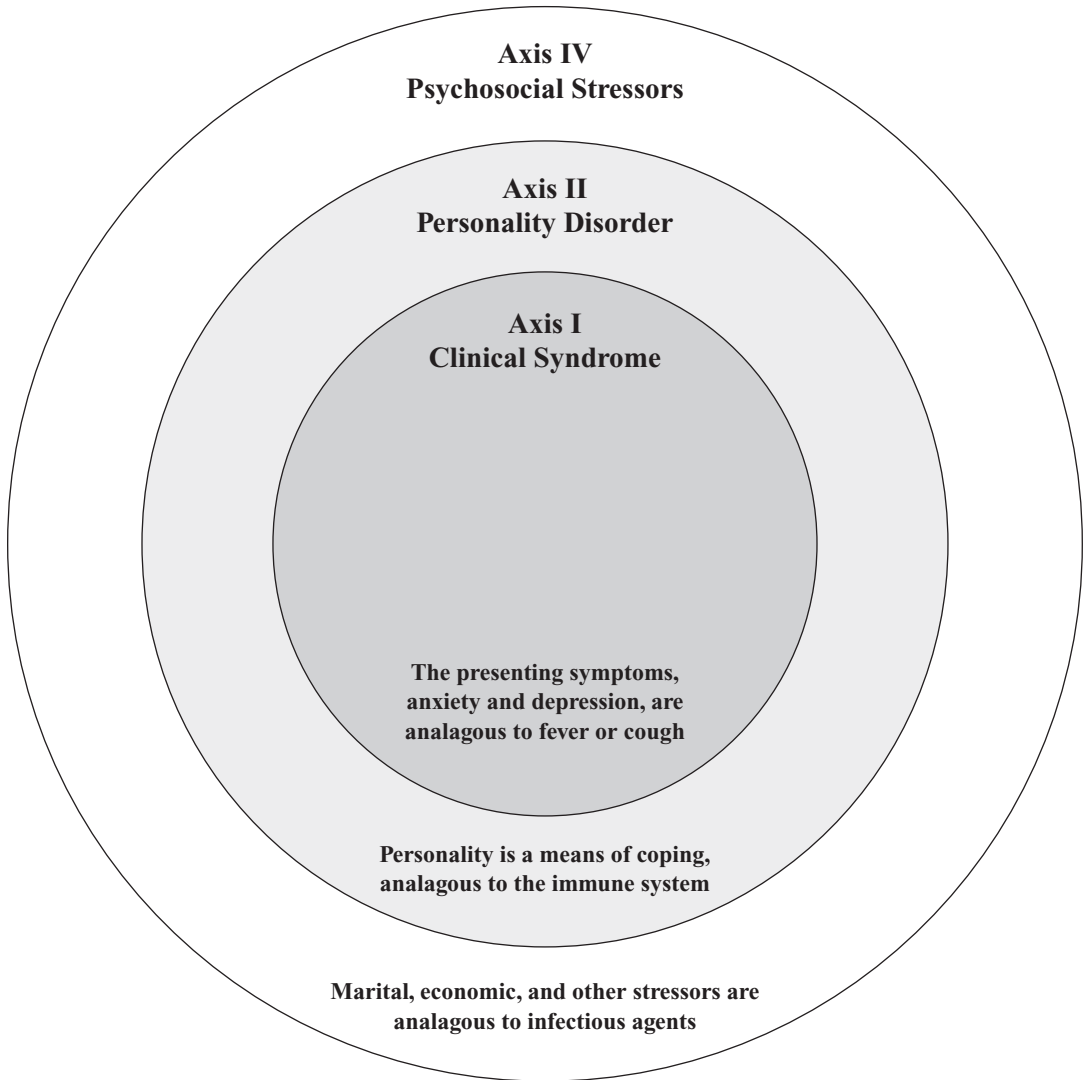 Axis IV
Psychosocial Stressors
Axis II
Personality Disorder
Axis I
Clinical Syndrome
The presenting symptoms,
anxiety and depression, are
analagous to fever or cough
Personality is a means of coping,
analagous to the immune system
Marital, economic, and other stressors are
analagous to infectious agents